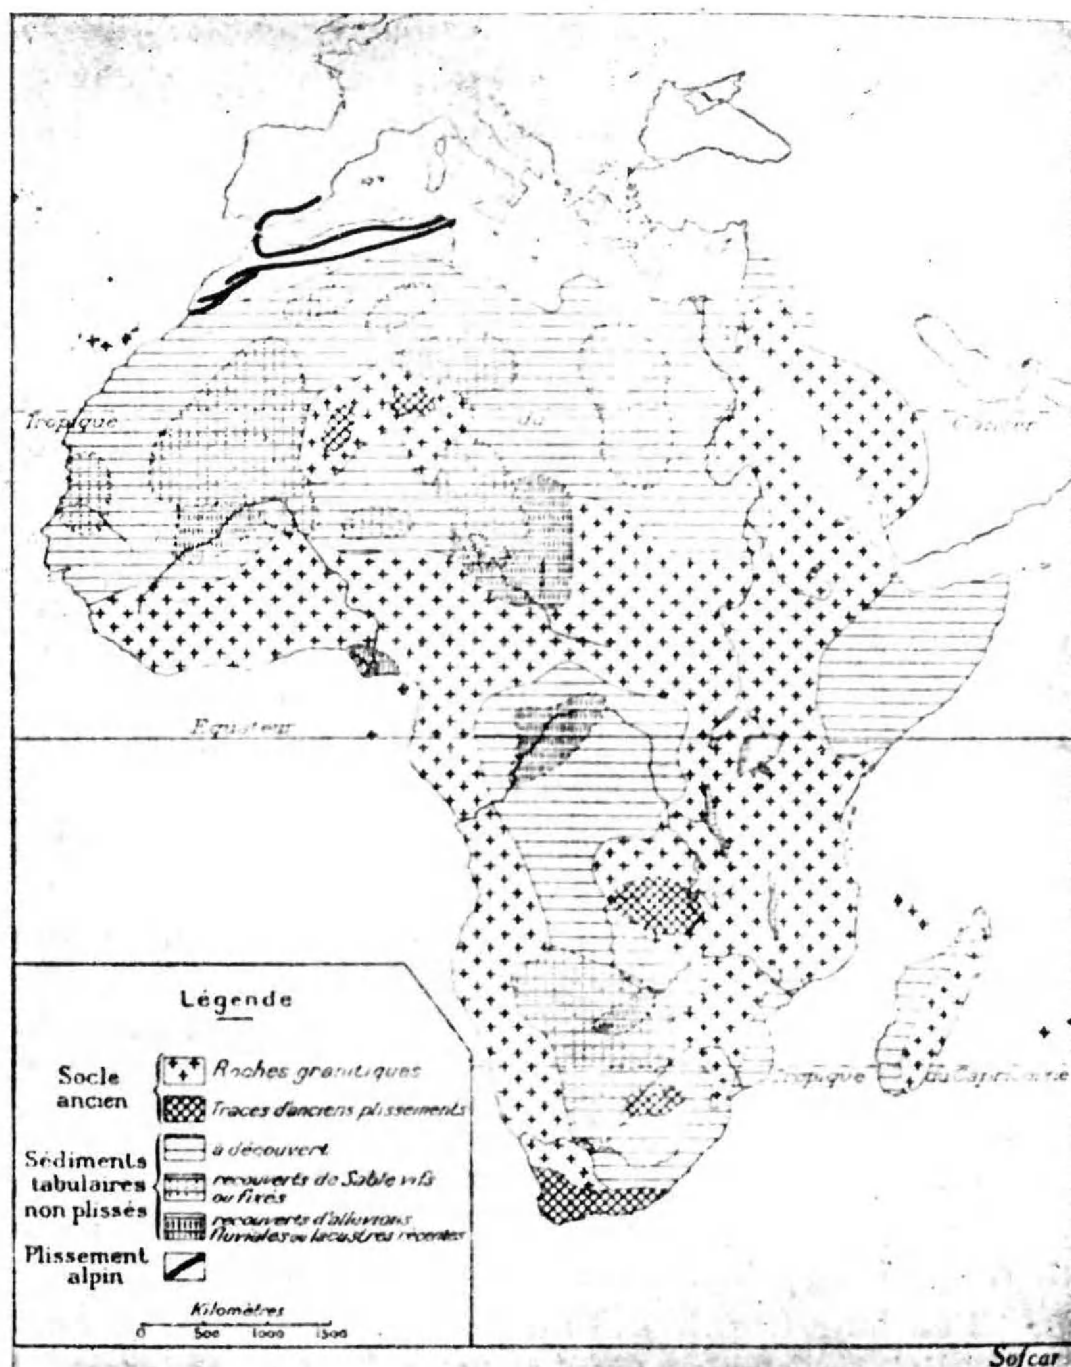 Tropique
du
Cancer
Equateur
Tropique
du Capricorne
Légende
Socle
ancien
Roches granitiques
Traces d'anciens plissements
Sédiments
tabulaires
non plissés
à découvert
recouverts de Sable vifs
ou fixés
recouverts d'alluvions
fluviales ou lacustres récentes
Plissement
alpin
Kilomètres
0 500 1000 1500
Sofcar